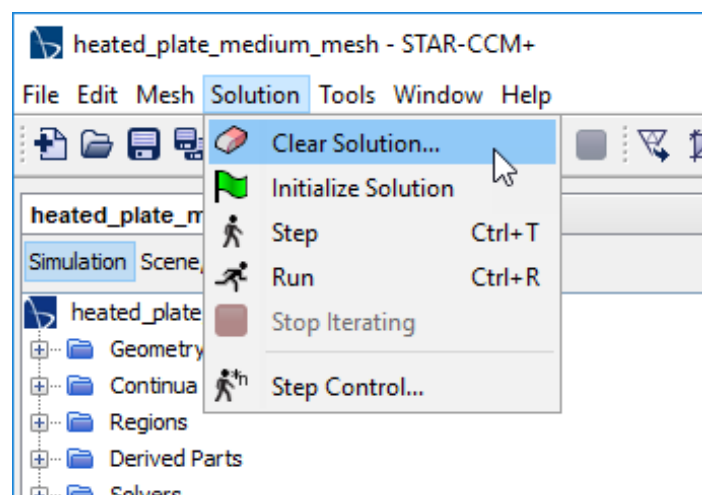 heated_plate_medium_mesh - STAR-CCM+
File Edit Mesh Solution Tools Window Help
Clear Solution...
Initialize Solution
heated_plate_m
Step Ctrl+T
Simulation Scene/
Run Ctrl+R
heated_plate
Stop Iterating
Geometry
Continua
Step Control...
Regions
Derived Parts
Solvers